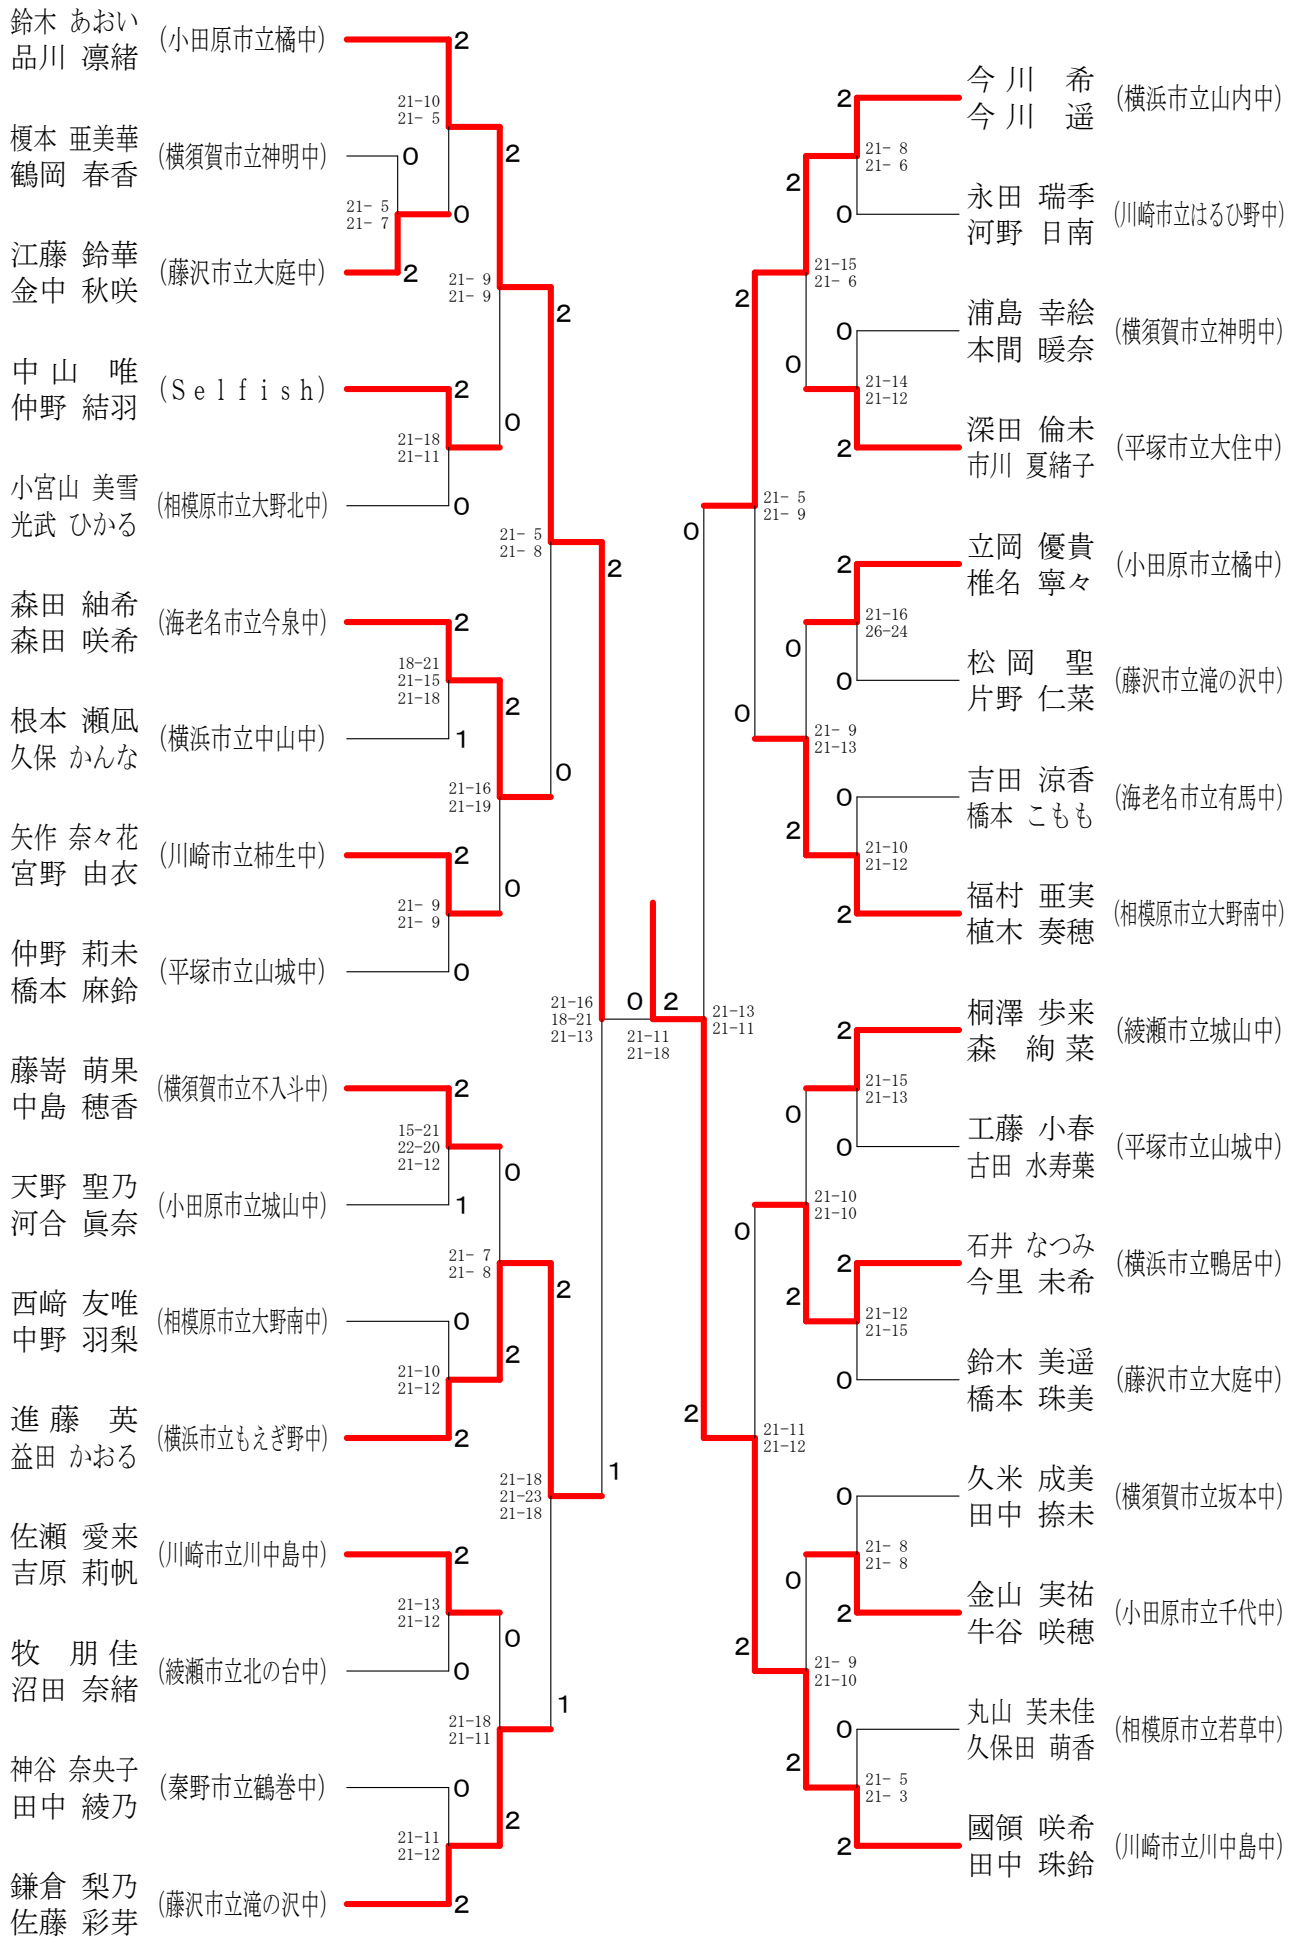 鈴木 あおい
品川 凛緒
(小田原市立橘中)
2
21-10
21- 5
榎本 亜美華
鶴岡 春香
(横須賀市立神明中)
0
2
21- 5
21- 7
0
江藤 鈴華
金中 秋咲
(藤沢市立大庭中)
2
21- 9
21- 9
2
中山 唯
仲野 結羽
(Selfish)
2
0
21-18
21-11
小宮山 美雪
光武 ひかる
(相模原市立大野北中)
0
21- 5
21- 8
2
森田 紬希
森田 咲希
(海老名市立今泉中)
2
18-21
21-15
21-18
2
根本 瀬凪
久保 かんな
(横浜市立中山中)
1
0
21-16
21-19
矢作 奈々花
宮野 由衣
(川崎市立柿生中)
2
0
21- 9
21- 9
仲野 莉未
橋本 麻鈴
(平塚市立山城中)
0
21-16
18-21
21-13
0
2
21-11
21-18
藤嵜 萌果
中島 穂香
(横須賀市立不入斗中)
2
15-21
22-20
21-12
0
天野 聖乃
河合 眞奈
(小田原市立城山中)
1
21- 7
21- 8
2
西﨑 友唯
中野 羽梨
(相模原市立大野南中)
0
2
21-10
21-12
進藤 英
益田 かおる
(横浜市立もえぎ野中)
2
1
21-18
21-23
21-18
佐瀬 愛来
吉原 莉帆
(川崎市立川中島中)
2
21-13
21-12
0
牧 朋佳
沼田 奈緒
(綾瀬市立北の台中)
0
1
21-18
21-11
神谷 奈央子
田中 綾乃
(秦野市立鶴巻中)
0
2
21-11
21-12
鎌倉 梨乃
佐藤 彩芽
(藤沢市立滝の沢中)
2
2
今川 希
今川 遥
(横浜市立山内中)
21- 8
21- 6
2
0
永田 瑞季
河野 日南
(川崎市立はるひ野中)
21-15
21- 6
2
0
浦島 幸絵
本間 暖奈
(横須賀市立神明中)
0
21-14
21-12
2
深田 倫未
市川 夏緒子
(平塚市立大住中)
21- 5
21- 9
0
2
立岡 優貴
椎名 寧々
(小田原市立橘中)
21-16
26-24
0
0
松岡 聖
片野 仁菜
(藤沢市立滝の沢中)
0
21- 9
21-13
0
吉田 涼香
橋本 こもも
(海老名市立有馬中)
2
21-10
21-12
2
福村 亜実
植木 奏穂
(相模原市立大野南中)
21-13
21-11
2
桐澤 歩来
森 絢菜
(綾瀬市立城山中)
21-15
21-13
0
0
工藤 小春
古田 水寿葉
(平塚市立山城中)
0
21-10
21-10
2
石井 なつみ
今里 未希
(横浜市立鴨居中)
2
21-12
21-15
0
鈴木 美遥
橋本 珠美
(藤沢市立大庭中)
2
21-11
21-12
0
久米 成美
田中 捺未
(横須賀市立坂本中)
21- 8
21- 8
0
2
金山 実祐
牛谷 咲穂
(小田原市立千代中)
2
21- 9
21-10
0
丸山 芙未佳
久保田 萌香
(相模原市立若草中)
2
21- 5
21- 3
2
國領 咲希
田中 珠鈴
(川崎市立川中島中)